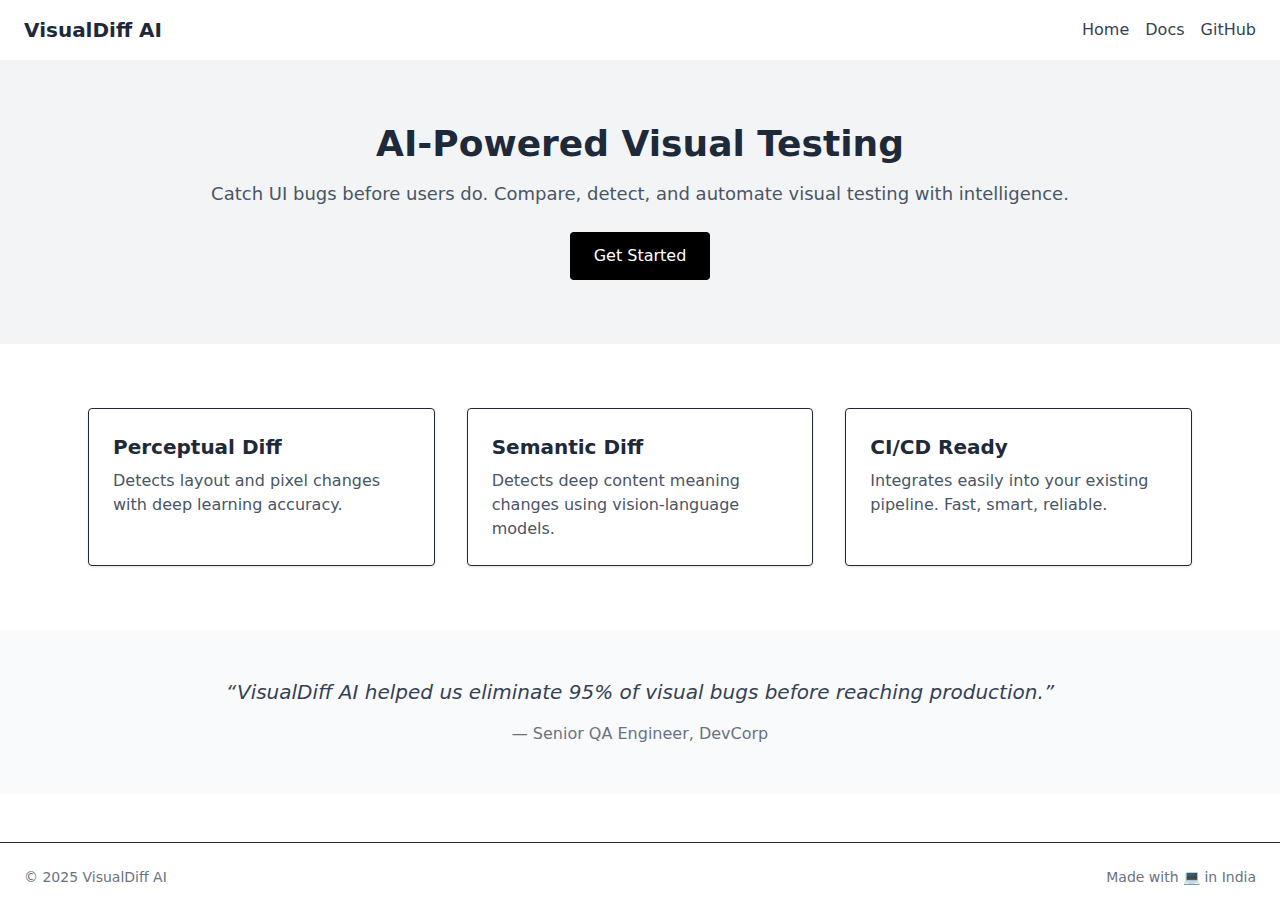 VisualDiff AI
Home Docs GitHub
AI-Powered Visual Testing
Catch UI bugs before users do. Compare, detect, and automate visual testing with intelligence.
Get Started
Perceptual Diff
Detects layout and pixel changes
with deep learning accuracy.
Semantic Diff
Detects deep content meaning
changes using vision-language
models.
CI/CD Ready
Integrates easily into your existing
pipeline. Fast, smart, reliable.
“VisualDiff AI helped us eliminate 95% of visual bugs before reaching production.”
— Senior QA Engineer, DevCorp
© 2025 VisualDiff AI
Made with 💻 in India